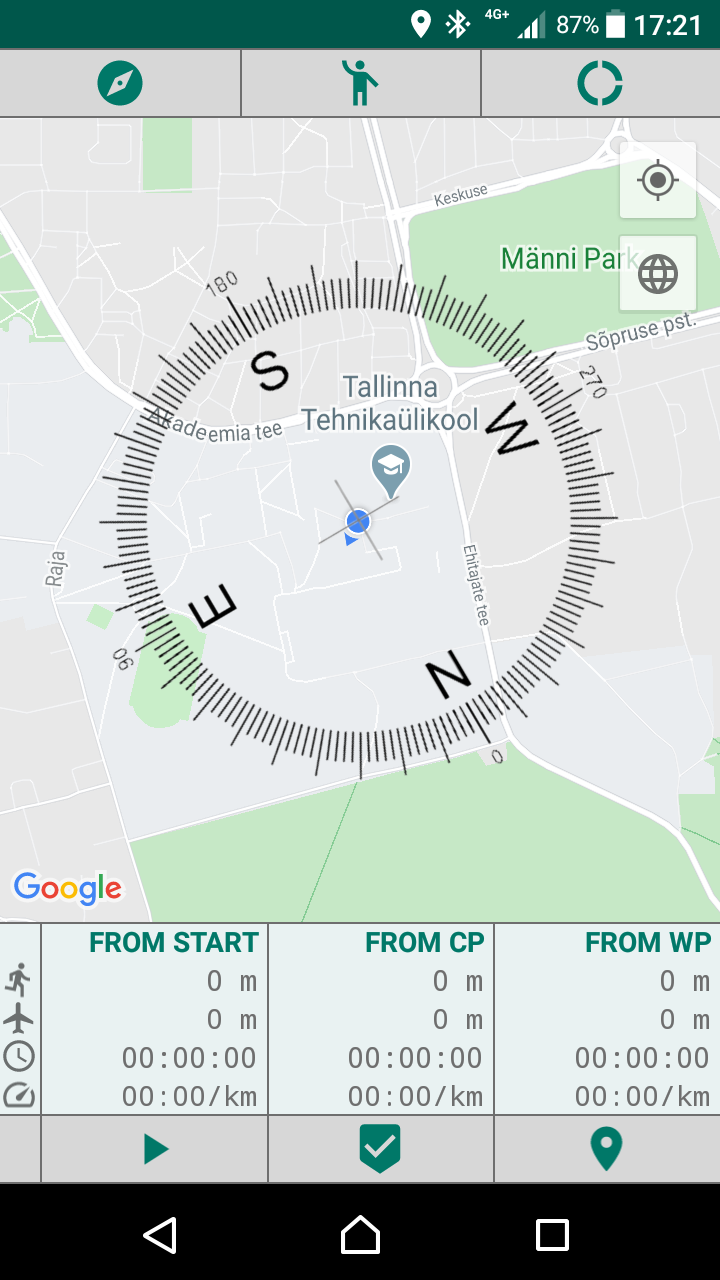 4G+ 87% 17:21
Keskuse
Männi Park
180
Sõpruse pst.
S
270
Tallinna
Tehnikaülikool
W
Akadeemia tee
Raja
Ehitajate tee
E
90
N
0
Google
FROM START FROM CP FROM WP
0 m 0 m 0 m
0 m 0 m 0 m
00:00:00 00:00:00 00:00:00
00:00/km 00:00/km 00:00/km